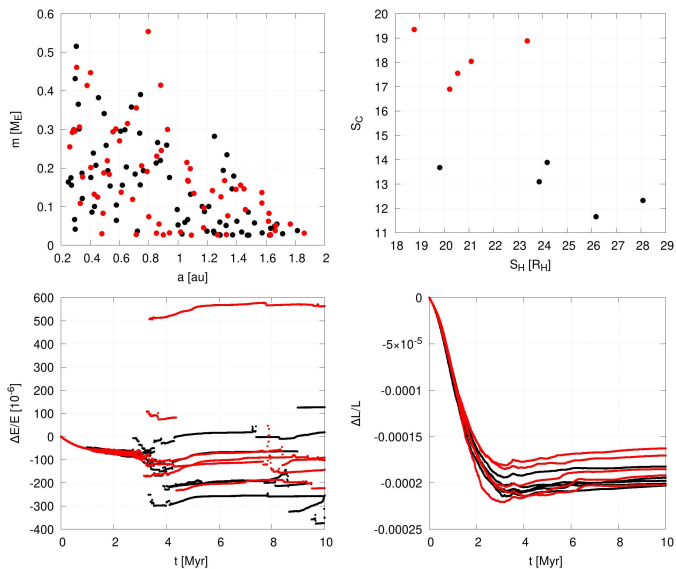 0.6
0.5
0.4
0.3
0.2
0.1
0
m [M_E]
0.2 0.4 0.6 0.8 1 1.2 1.4 1.6 1.8 2
a [au]
20
19
18
17
16
15
14
13
12
11
S_C
18 19 20 21 22 23 24 25 26 27 28 29
S_H [R_H]
600
500
400
300
200
100
0
-100
-200
-300
-400
ΔE/E [10^-6]
0 2 4 6 8 10
t [Myr]
0
-5×10^-5
-0.0001
-0.00015
-0.0002
-0.00025
ΔL/L
0 2 4 6 8 10
t [Myr]